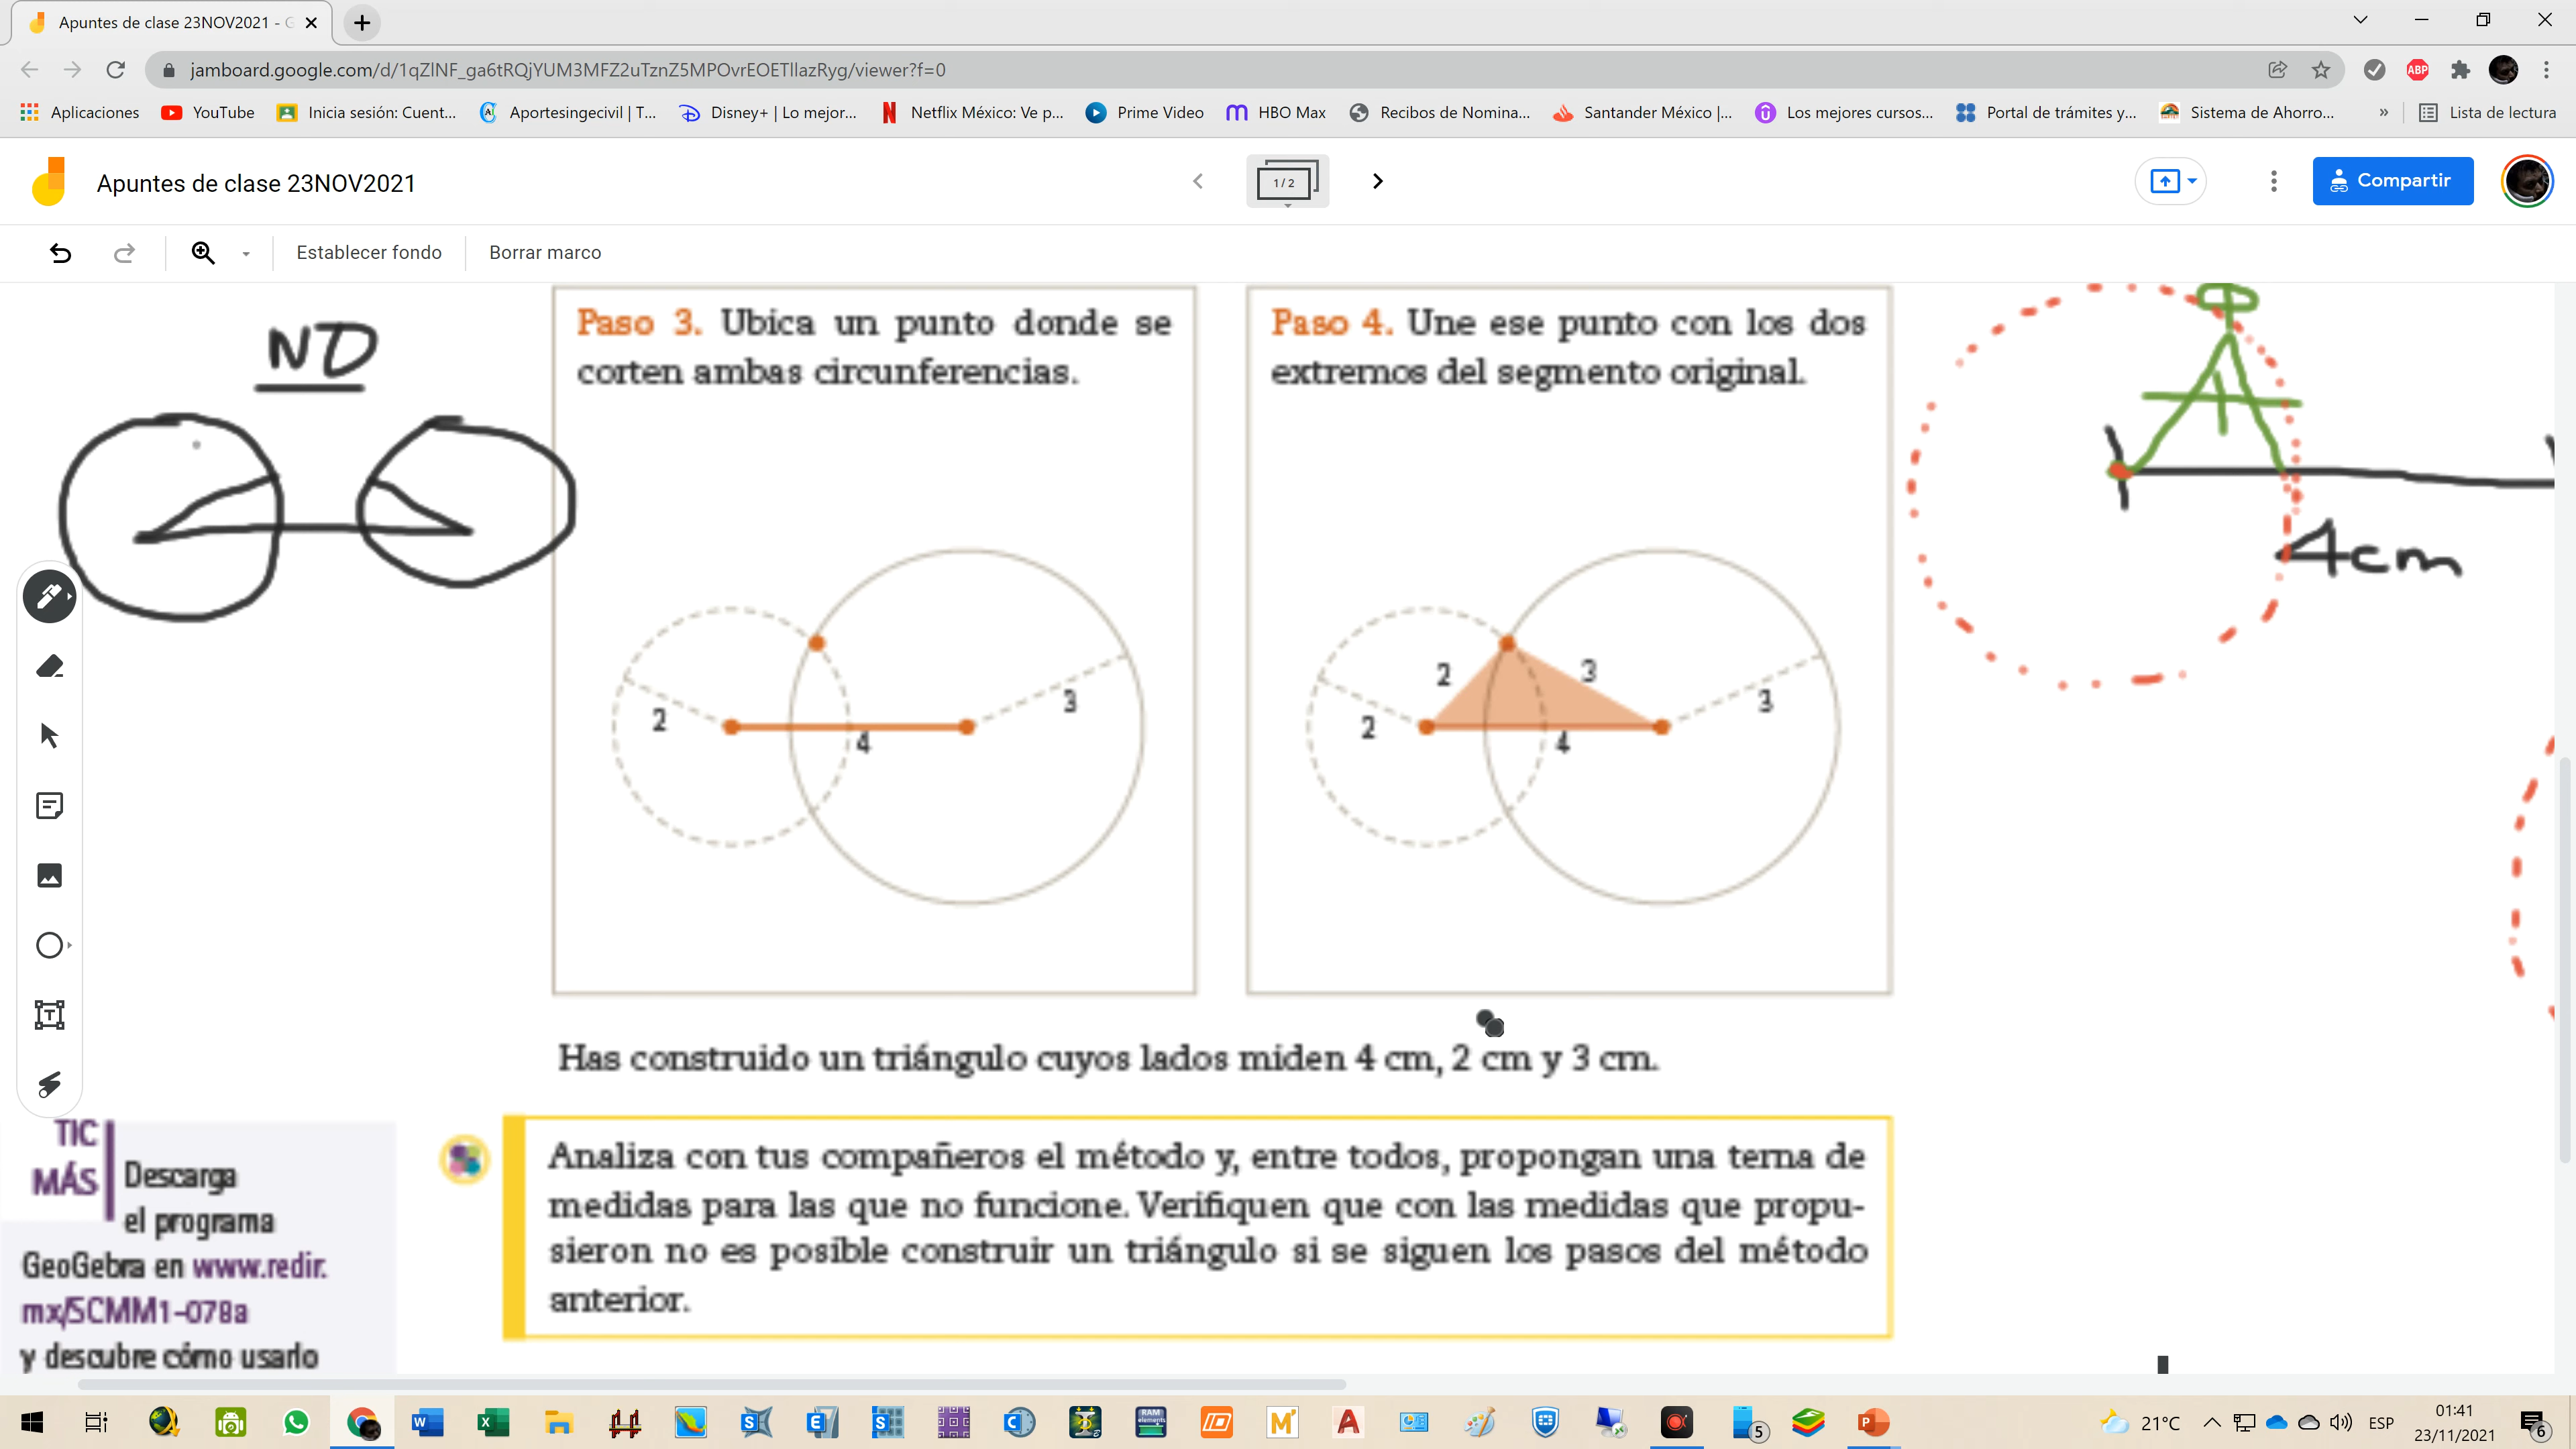 Apuntes de clase 23NOV2021 - G
jamboard.google.com/d/1qZlNF_ga6tRQjYUM3MFZ2uTznZ5MPOvrEOETllazRyg/viewer?f=0
ABP
Aplicaciones
YouTube
Inicia sesión: Cuent...
Aportesingecivil | T...
Disney+ | Lo mejor...
Netflix México: Ve p...
Prime Video
HBO Max
Recibos de Nomina...
Santander México |...
Los mejores cursos...
Portal de trámites y...
Sistema de Ahorro...
»
Lista de lectura
Apuntes de clase 23NOV2021
1 / 2
Compartir
Establecer fondo
Borrar marco
ND
Paso 3. Ubica un punto donde se
corten ambas circunferencias.
2
4
3
Paso 4. Une ese punto con los dos
extremos del segmento original.
2
3
2
4
3
4cm
Has construido un triángulo cuyos lados miden 4 cm, 2 cm y 3 cm.
TIC
MÁS
Descarga
el programa
GeoGebra en www.redir.
mx/SCMM1-078a
y descubre cómo usarlo
Analiza con tus compañeros el método y, entre todos, propongan una terna de
medidas para las que no funcione. Verifiquen que con las medidas que propu-
sieron no es posible construir un triángulo si se siguen los pasos del método
anterior.
21°C
ESP
01:41
23/11/2021
5
6